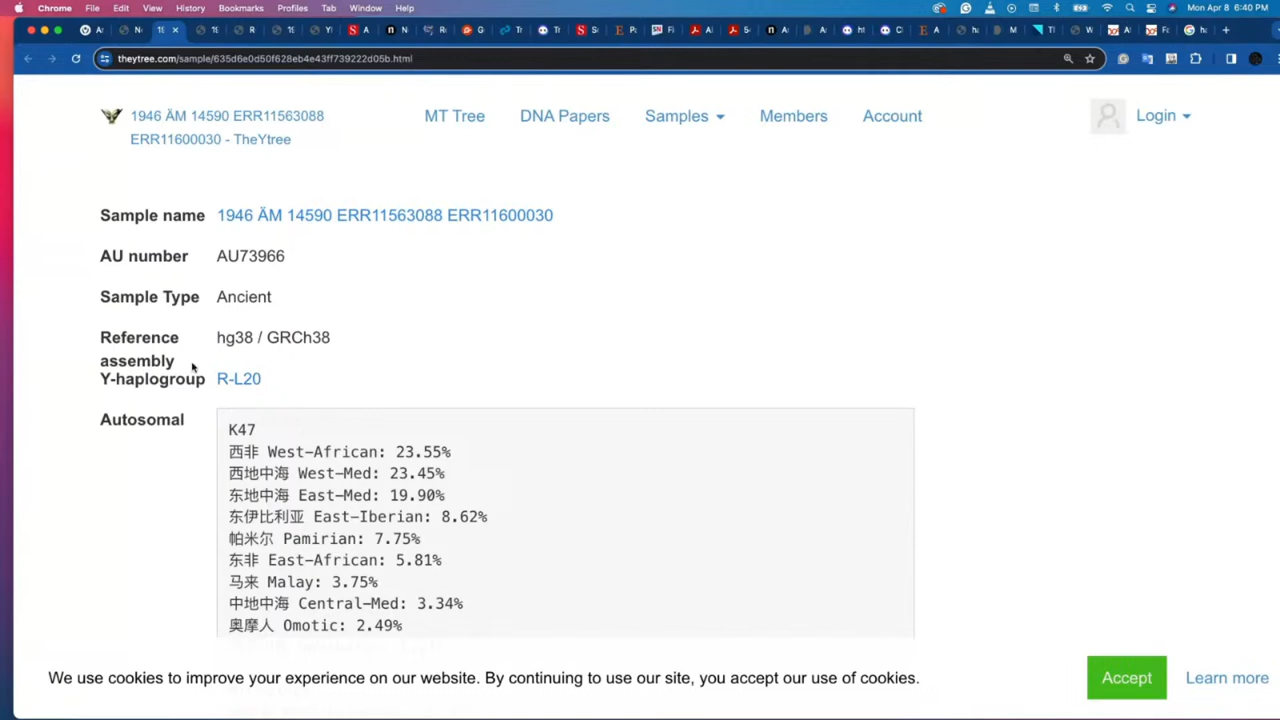 Chrome File Edit View History Bookmarks Profiles Tab Window Help Mon Apr 8 6:40 PM
theytree.com/sample/635d6e0d50f628eb4e43ff739222d05b.html
1946 ÄM 14590 ERR11563088
ERR11600030 - TheYtree
MT Tree DNA Papers Samples Members Account Login
Sample name 1946 ÄM 14590 ERR11563088 ERR11600030
AU number AU73966
Sample Type Ancient
Reference assembly hg38 / GRCh38
Y-haplogroup R-L20
Autosomal
K47
西非 West-African: 23.55%
西地中海 West-Med: 23.45%
东地中海 East-Med: 19.90%
东伊比利亚 East-Iberian: 8.62%
帕米尔 Pamirian: 7.75%
东非 East-African: 5.81%
马来 Malay: 3.75%
中地中海 Central-Med: 3.34%
奥摩人 Omotic: 2.49%
We use cookies to improve your experience on our website. By continuing to use our site, you accept our use of cookies.
Accept Learn more